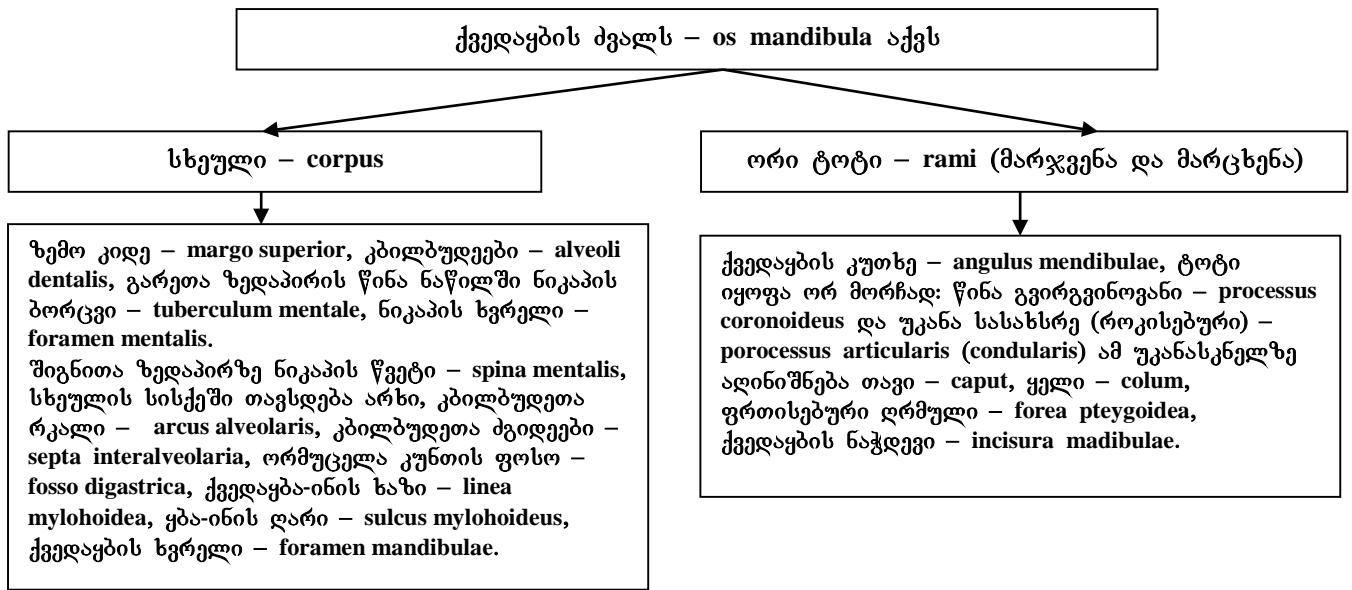 ქვედაყბის ძვალს – os mandibula აქვს
სხეული – corpus
ორი ტოტი – rami (მარჯვენა და მარცხენა)
ზემო კიდე – margo superior, კბილბუდეები – alveoli
dentalis, გარეთა ზედაპირის წინა ნაწილში ნიკაპის
ბორცვი – tuberculum mentale, ნიკაპის ხვრელი –
foramen mentalis.
შიგნითა ზედაპირზე ნიკაპის წვეტი – spina mentalis,
სხეულის სისქეში თავსდება არხი, კბილბუდეთა
რკალი – arcus alveolaris, კბილბუდეთა ძგიდეები –
septa interalveolaria, ორმუცელა კუნთის ფოსო –
fosso digastrica, ქვედაყბა-ინის ხაზი – linea
mylohoidea, ყბა-ინის ღარი – sulcus mylohoideus,
ქვედაყბის ხვრელი – foramen mandibulae.
ქვედაყბის კუთხე – angulus mendibulae, ტოტი
იყოფა ორ მორჩად: წინა გვირგვინოვანი – processus
coronoideus და უკანა სასახსრე (როკისებური) –
porocessus articularis (condularis) ამ უკანასკნელზე
აღინიშნება თავი – caput, ყელი – colum,
ფრთისებური ღრმული – forea pteygoidea,
ქვედაყბის ნაჭდევი – incisura madibulae.